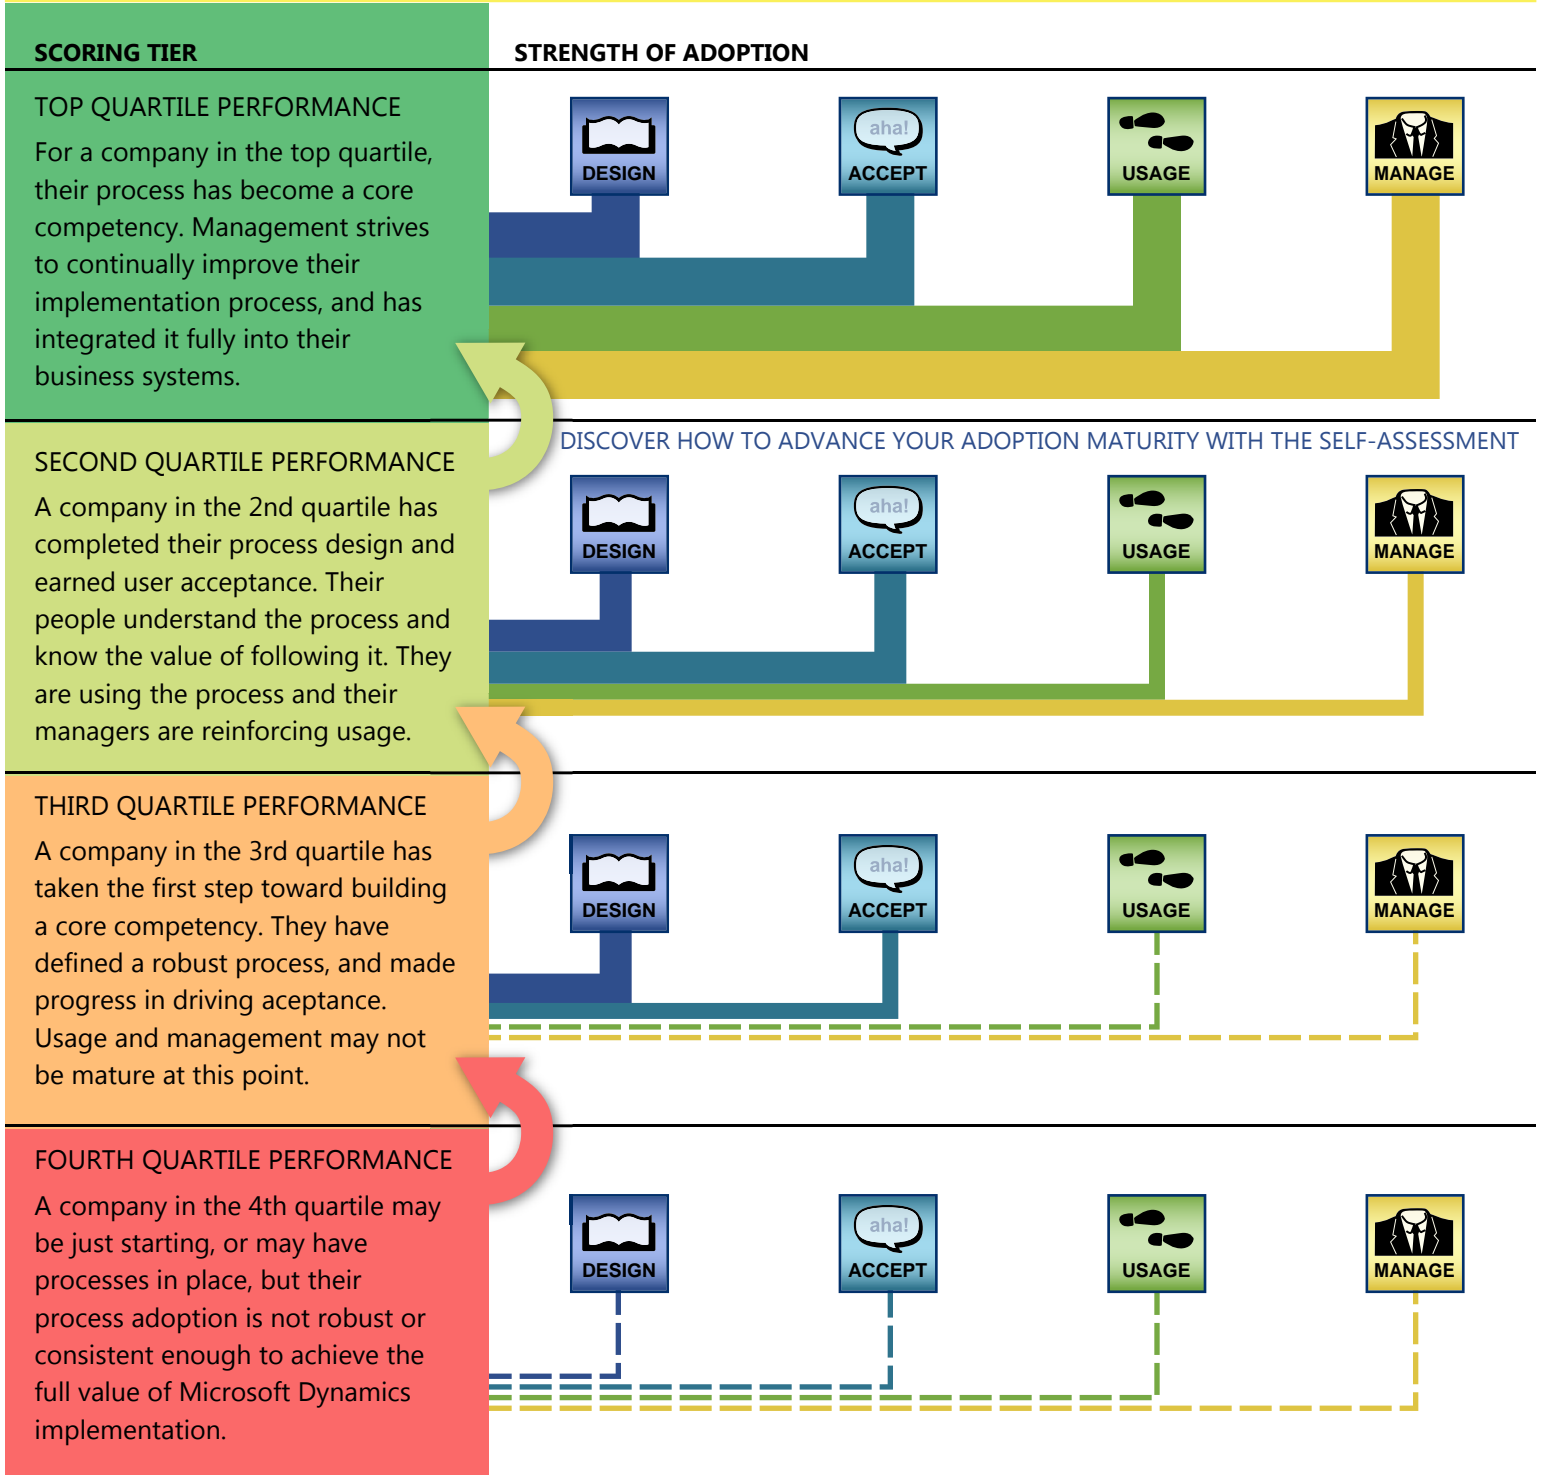 SCORING TIER
STRENGTH OF ADOPTION
TOP QUARTILE PERFORMANCE
For a company in the top quartile,
their process has become a core
competency. Management strives
to continually improve their
implementation process, and has
integrated it fully into their
business systems.
aha!
DESIGN
ACCEPT
USAGE
MANAGE
DISCOVER HOW TO ADVANCE YOUR ADOPTION MATURITY WITH THE SELF-ASSESSMENT
SECOND QUARTILE PERFORMANCE
A company in the 2nd quartile has
completed their process design and
earned user acceptance. Their
people understand the process and
know the value of following it. They
are using the process and their
managers are reinforcing usage.
aha!
DESIGN
ACCEPT
USAGE
MANAGE
THIRD QUARTILE PERFORMANCE
A company in the 3rd quartile has
taken the first step toward building
a core competency. They have
defined a robust process, and made
progress in driving aceptance.
Usage and management may not
be mature at this point.
aha!
DESIGN
ACCEPT
USAGE
MANAGE
FOURTH QUARTILE PERFORMANCE
A company in the 4th quartile may
be just starting, or may have
processes in place, but their
process adoption is not robust or
consistent enough to achieve the
full value of Microsoft Dynamics
implementation.
aha!
DESIGN
ACCEPT
USAGE
MANAGE